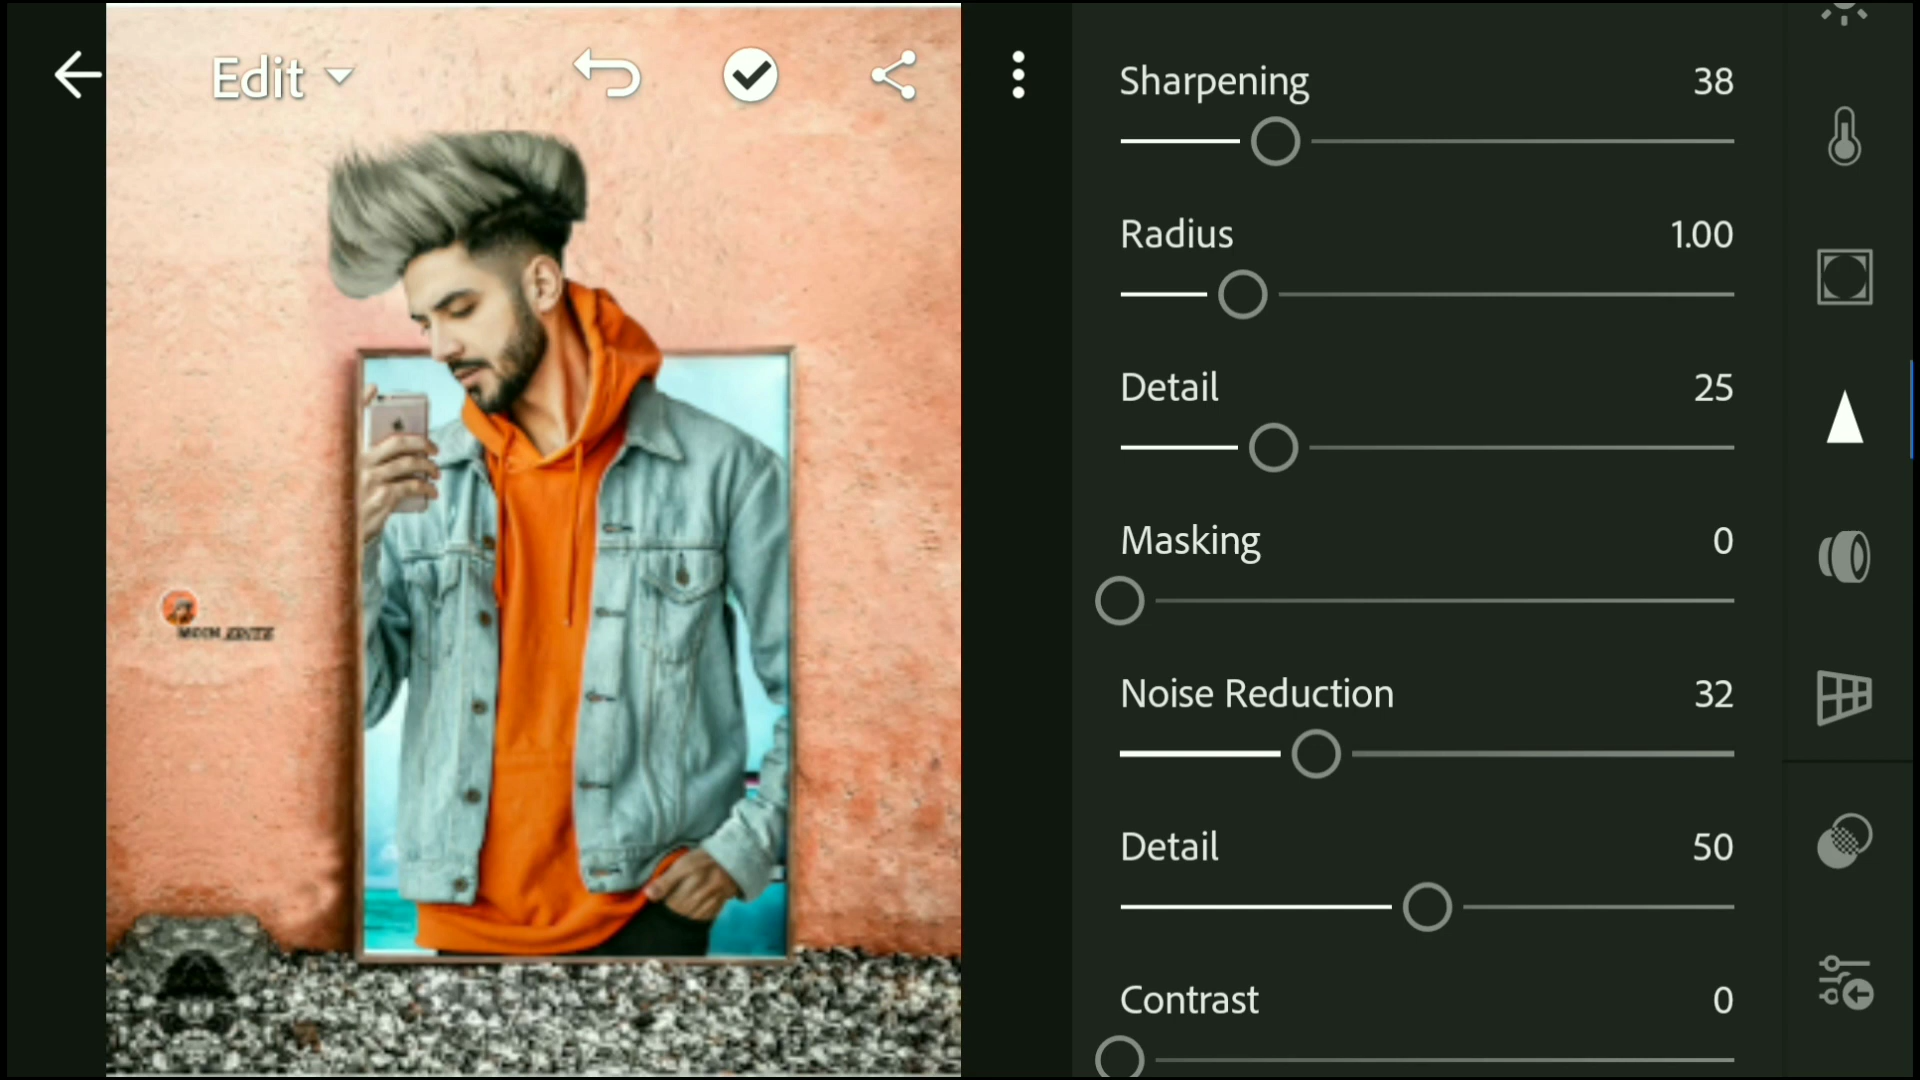 Edit
Sharpening 38
Radius 1.00
Detail 25
Masking 0
Noise Reduction 32
Detail 50
Contrast 0